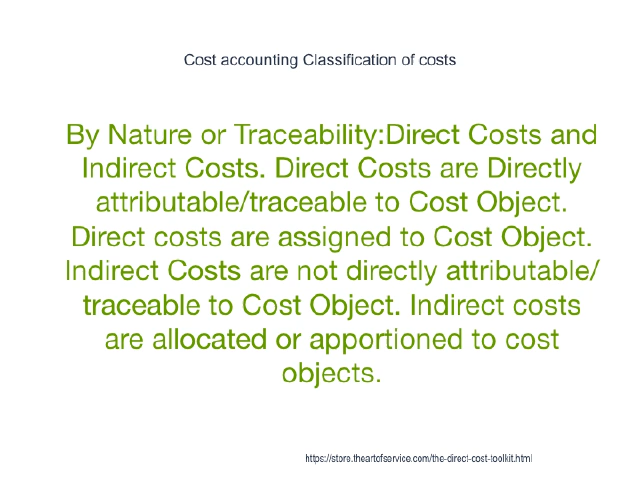 Cost accounting Classification of costs
By Nature or Traceability:Direct Costs and
Indirect Costs. Direct Costs are Directly
attributable/traceable to Cost Object.
Direct costs are assigned to Cost Object.
Indirect Costs are not directly attributable/
traceable to Cost Object. Indirect costs
are allocated or apportioned to cost
objects.
https://store.theartofservice.com/the-direct-cost-toolkit.html